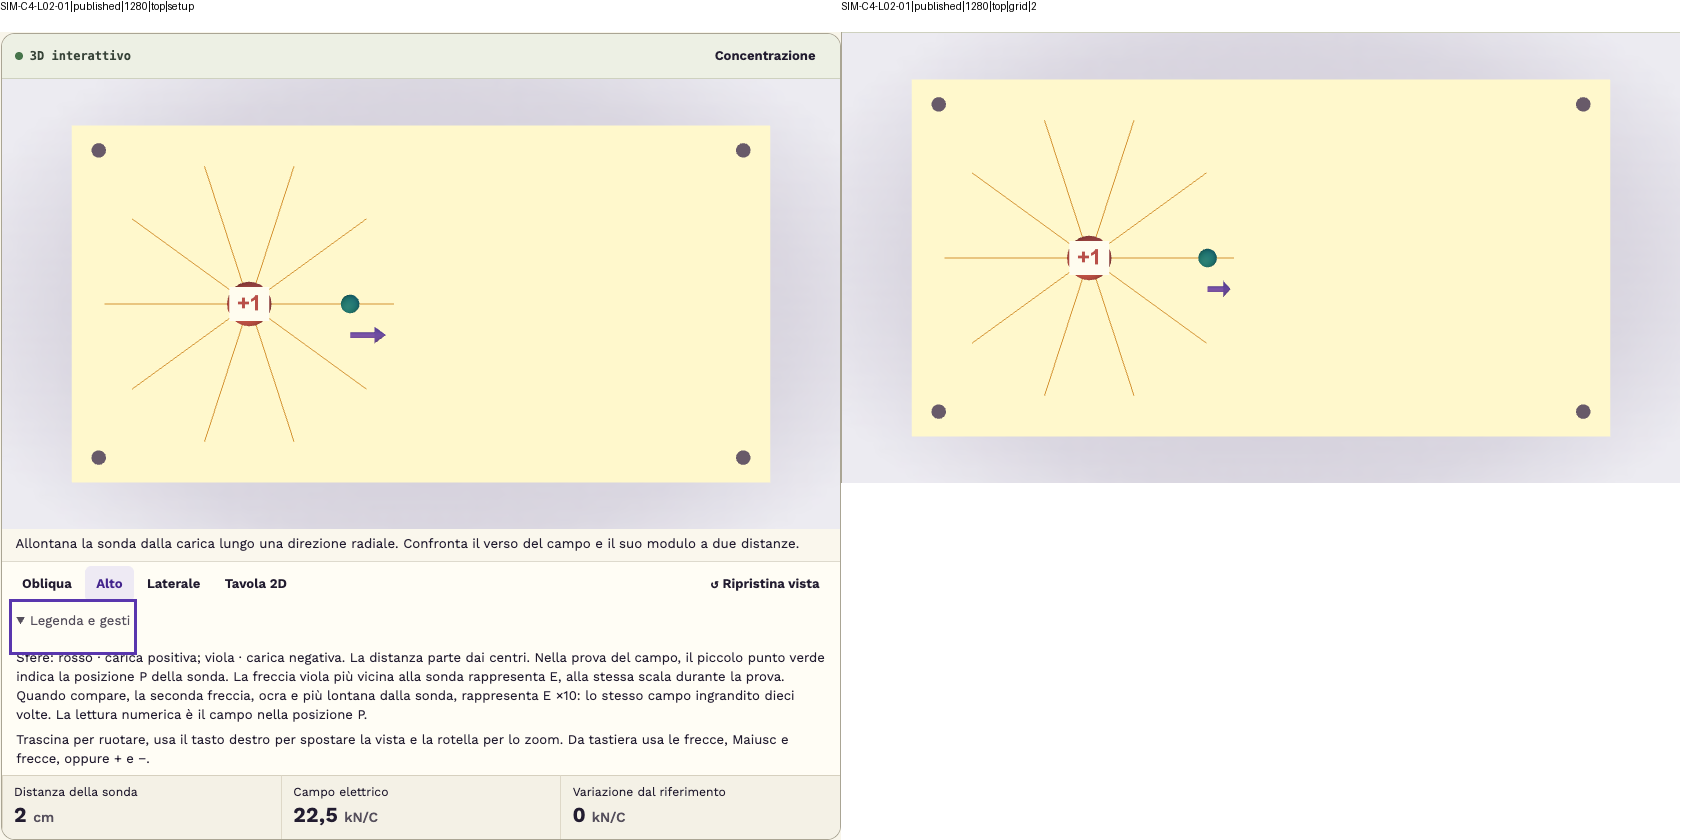 SIM-C4-L02-01|published|1280|top|setup
SIM-C4-L02-01|published|1280|top|grid|2
3D interattivo
Concentrazione
+1
+1
Allontana la sonda dalla carica lungo una direzione radiale. Confronta il verso del campo e il suo modulo a due distanze.
Obliqua Alto Laterale Tavola 2D
↺ Ripristina vista
▼ Legenda e gesti
Sfere: rosso · carica positiva; viola · carica negativa. La distanza parte dai centri. Nella prova del campo, il piccolo punto verde
indica la posizione P della sonda. La freccia viola più vicina alla sonda rappresenta E, alla stessa scala durante la prova.
Quando compare, la seconda freccia, ocra e più lontana dalla sonda, rappresenta E ×10: lo stesso campo ingrandito dieci
volte. La lettura numerica è il campo nella posizione P.
Trascina per ruotare, usa il tasto destro per spostare la vista e la rotella per lo zoom. Da tastiera usa le frecce, Maiusc e
frecce, oppure + e −.
Distanza della sonda
2 cm
Campo elettrico
22,5 kN/C
Variazione dal riferimento
0 kN/C